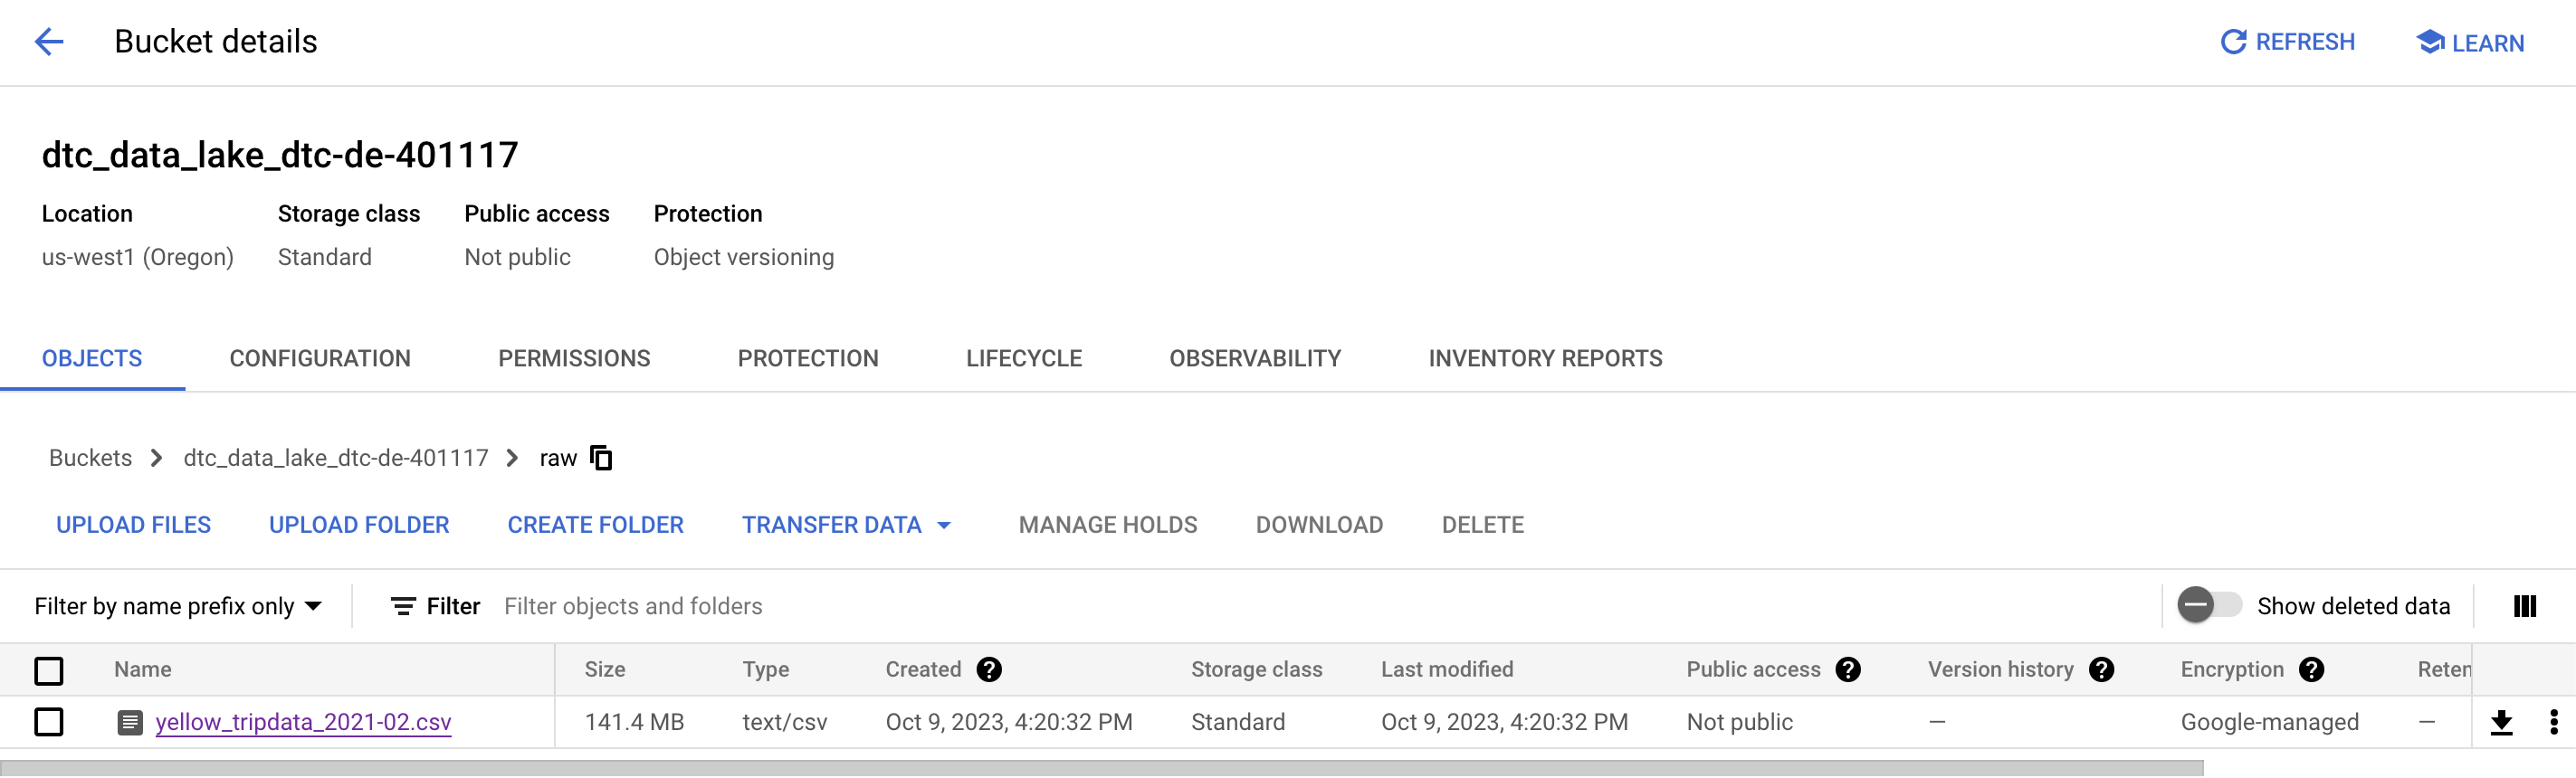 Bucket details
REFRESH
LEARN
dtc_data_lake_dtc-de-401117
Location Storage class Public access Protection
us-west1 (Oregon) Standard Not public Object versioning
OBJECTS CONFIGURATION PERMISSIONS PROTECTION LIFECYCLE OBSERVABILITY INVENTORY REPORTS
Buckets dtc_data_lake_dtc-de-401117 raw
UPLOAD FILES UPLOAD FOLDER CREATE FOLDER TRANSFER DATA MANAGE HOLDS DOWNLOAD DELETE
Filter by name prefix only Filter Filter objects and folders Show deleted data
Name Size Type Created Storage class Last modified Public access Version history Encryption Reten
yellow_tripdata_2021-02.csv 141.4 MB text/csv Oct 9, 2023, 4:20:32 PM Standard Oct 9, 2023, 4:20:32 PM Not public — Google-managed —